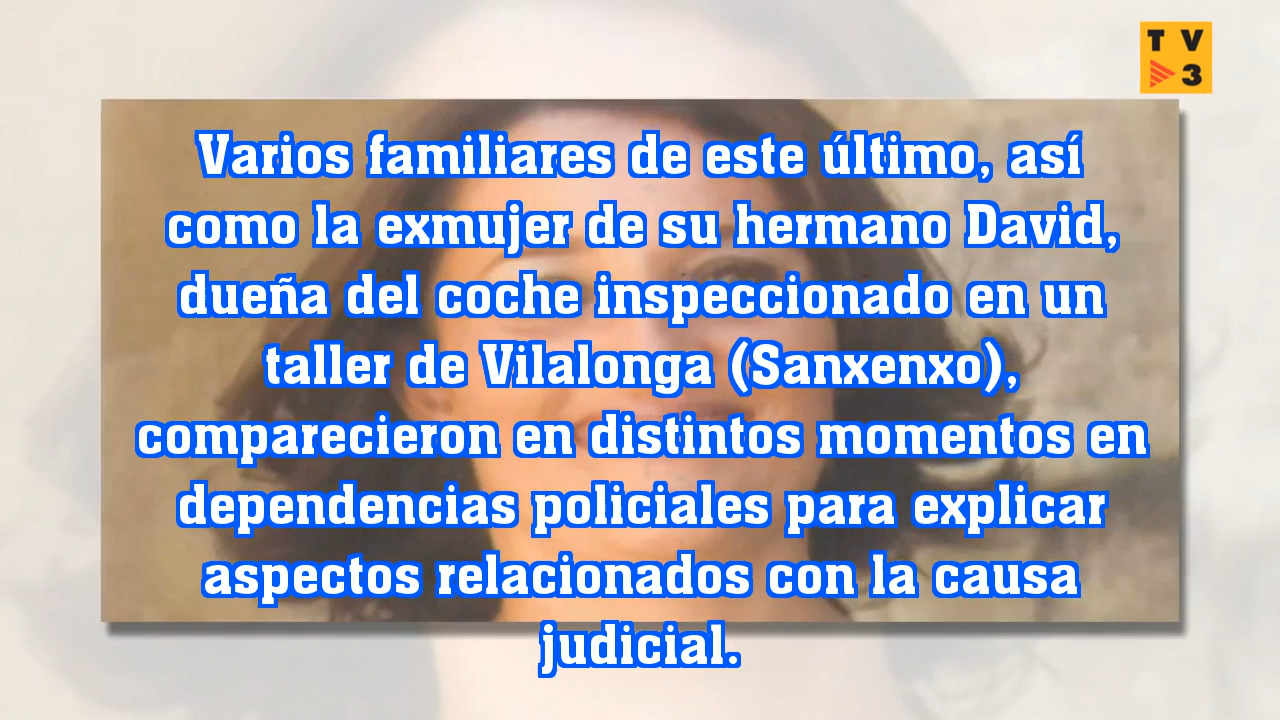 TV
3
Varios familiares de este último, así
como la exmujer de su hermano David,
dueña del coche inspeccionado en un
taller de Vilalonga (Sanxenxo),
comparecieron en distintos momentos en
dependencias policiales para explicar
aspectos relacionados con la causa
judicial.